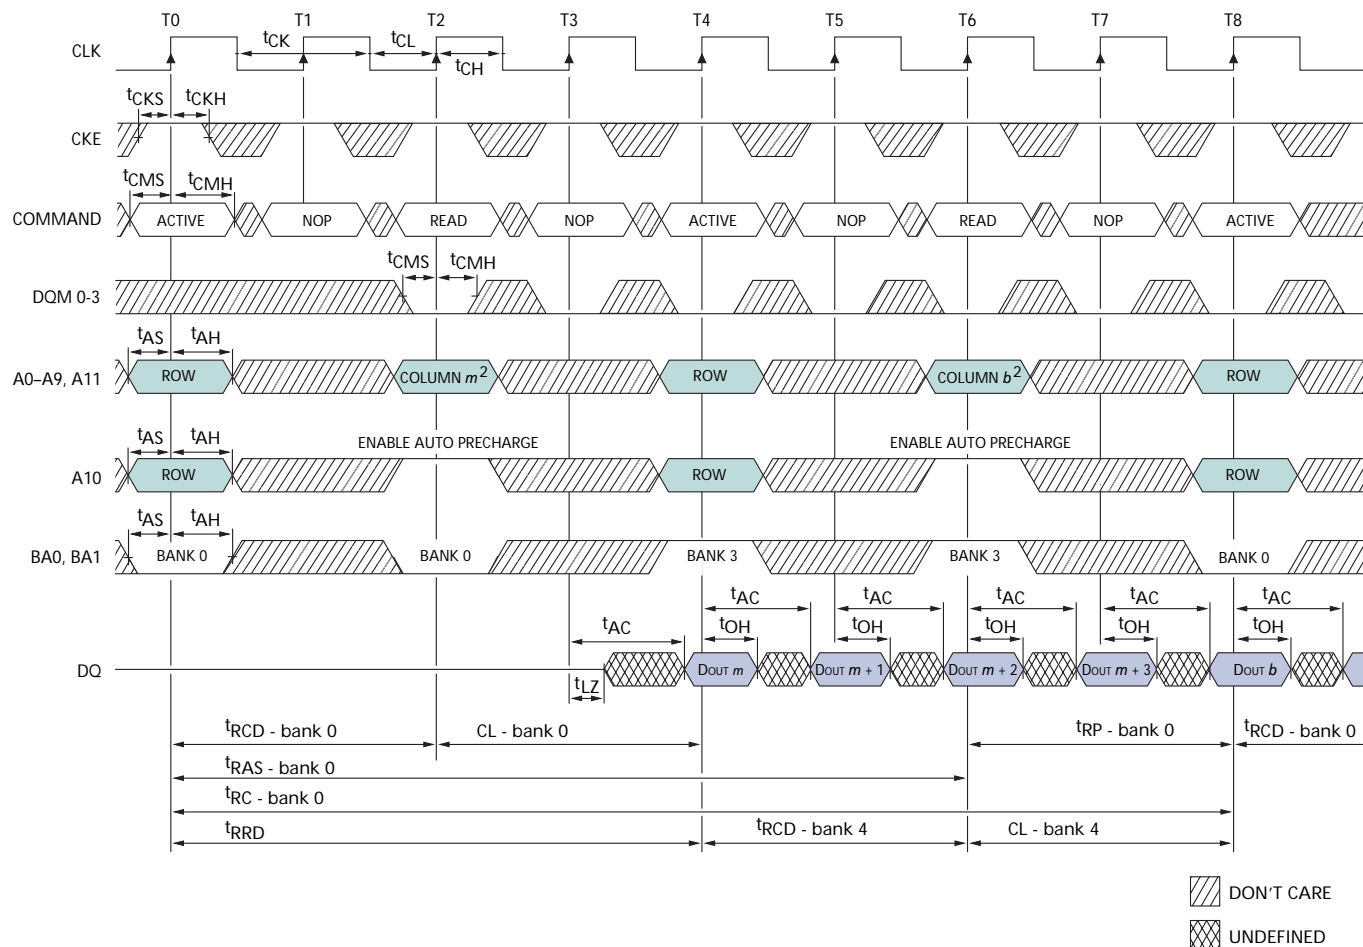 T0 T1 T2 T3 T4 T5 T6 T7 T8
CLK tCK tCL tCH
tCKS tCKH
CKE
tCMS tCMH
COMMAND ACTIVE NOP READ NOP ACTIVE NOP READ NOP ACTIVE
tCMS tCMH
DQM 0-3
tAS tAH
A0–A9, A11 ROW COLUMN m2 ROW COLUMN b2 ROW
tAS tAH ENABLE AUTO PRECHARGE ENABLE AUTO PRECHARGE
A10 ROW ROW ROW
tAS tAH
BA0, BA1 BANK 0 BANK 0 BANK 3 BANK 3 BANK 0
tAC tAC tAC tAC tAC tAC
tOH tOH tOH tOH tOH
DQ DOUT m DOUT m + 1 DOUT m + 2 DOUT m + 3 DOUT b
tLZ
tRCD - bank 0 CL - bank 0 tRP - bank 0 tRCD - bank 0
tRAS - bank 0
tRC - bank 0
tRRD tRCD - bank 4 CL - bank 4
DON'T CARE
UNDEFINED